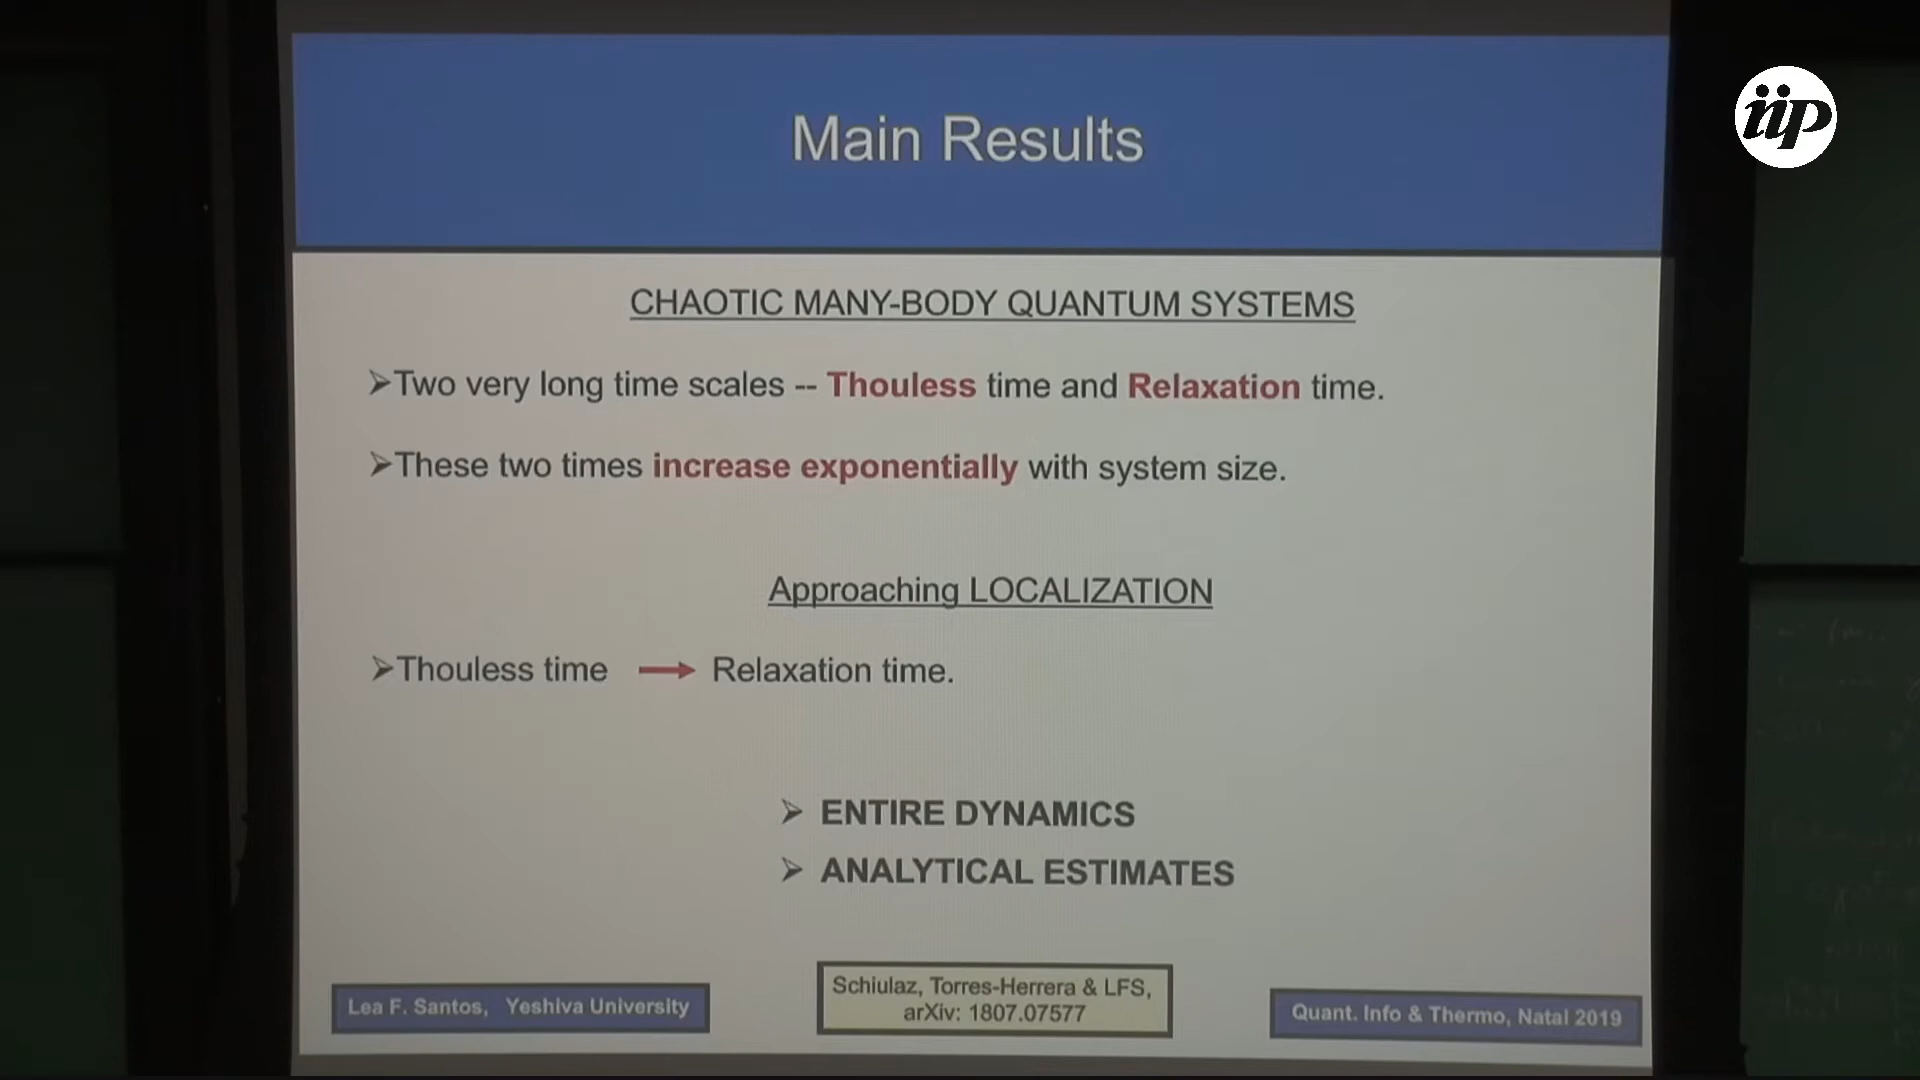 iip
Main Results
CHAOTIC MANY-BODY QUANTUM SYSTEMS
➢Two very long time scales -- Thouless time and Relaxation time.
➢These two times increase exponentially with system size.
Approaching LOCALIZATION
➢Thouless time → Relaxation time.
➢ ENTIRE DYNAMICS
➢ ANALYTICAL ESTIMATES
Lea F. Santos, Yeshiva University
Schiulaz, Torres-Herrera & LFS,
arXiv: 1807.07577
Quant. Info & Thermo, Natal 2019